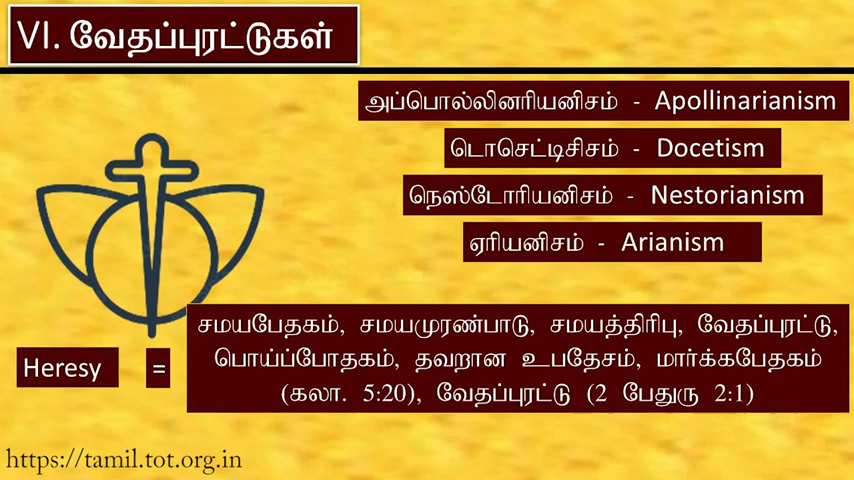 VI. வேதப்புரட்டுகள்
அப்பொல்லினரியனிசம் - Apollinarianism
டொசெட்டிசிசம் - Docetism
நெஸ்டோரியனிசம் - Nestorianism
ஏரியனிசம் - Arianism
Heresy =
சமயபேதகம், சமயமுரண்பாடு, சமயத்திரிபு, வேதப்புரட்டு,
பொய்ப்போதகம், தவறான உபதேசம், மார்க்கபேதகம்
(கலா. 5:20), வேதப்புரட்டு (2 பேதுரு 2:1)
https://tamil.tot.org.in